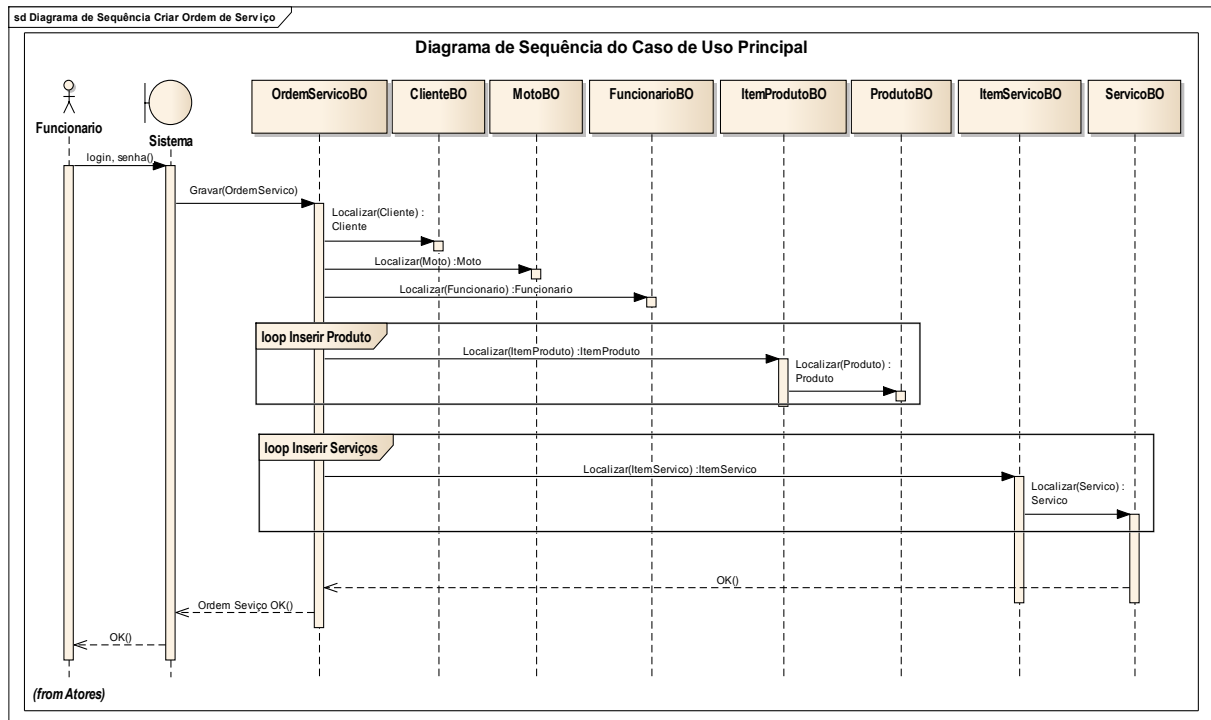 sd Diagrama de Sequência Criar Ordem de Serviço
Diagrama de Sequência do Caso de Uso Principal
Funcionario
Sistema
OrdemServicoBO
ClienteBO
MotoBO
FuncionarioBO
ItemProdutoBO
ProdutoBO
ItemServicoBO
ServicoBO
login, senha()
Gravar(OrdemServico)
Localizar(Cliente) :
Cliente
Localizar(Moto) :Moto
Localizar(Funcionario) :Funcionario
loop Inserir Produto
Localizar(ItemProduto) :ItemProduto
Localizar(Produto) :
Produto
loop Inserir Serviços
Localizar(ItemServico) :ItemServico
Localizar(Servico) :
Servico
OK()
Ordem Seviço OK()
OK()
(from Atores)